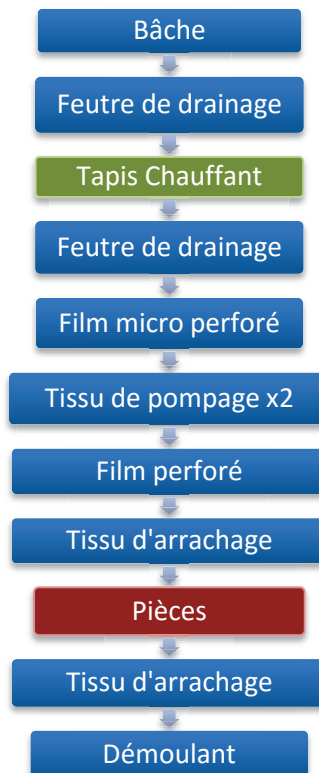 Bâche
Feutre de drainage
Tapis Chauffant
Feutre de drainage
Film micro perforé
Tissu de pompage x2
Film perforé
Tissu d'arrachage
Pièces
Tissu d'arrachage
Démoulant